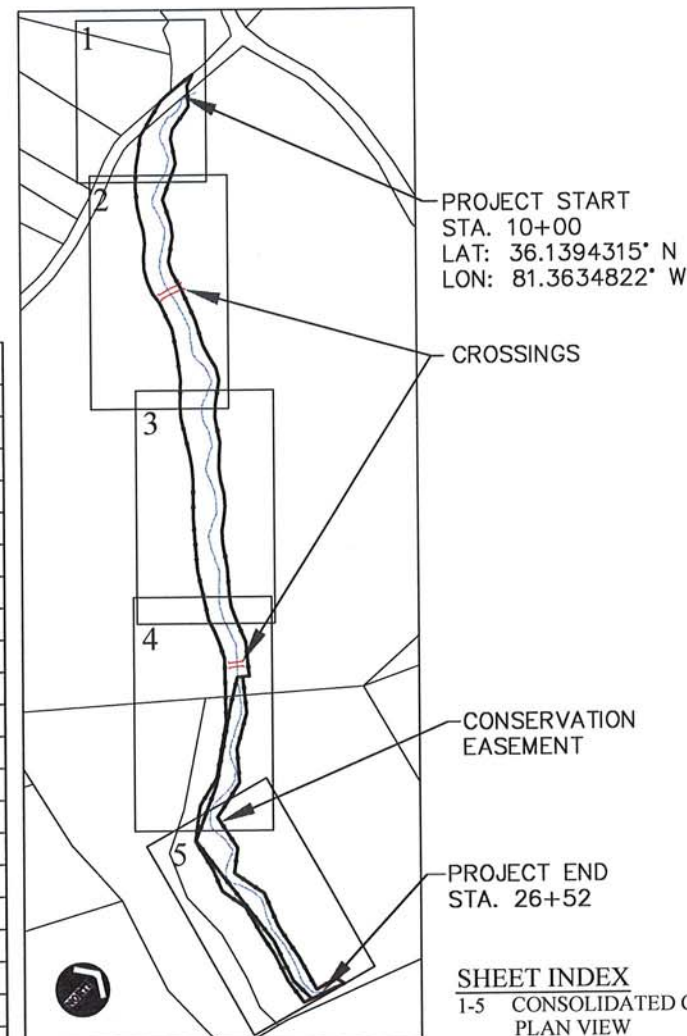 1
PROJECT START
STA. 10+00
LAT: 36.1394315° N
LON: 81.3634822° W
2
CROSSINGS
3
4
CONSERVATION
EASEMENT
5
PROJECT END
STA. 26+52
NORTH
SHEET INDEX
1-5 CONSOLIDATED
PLAN VIEW